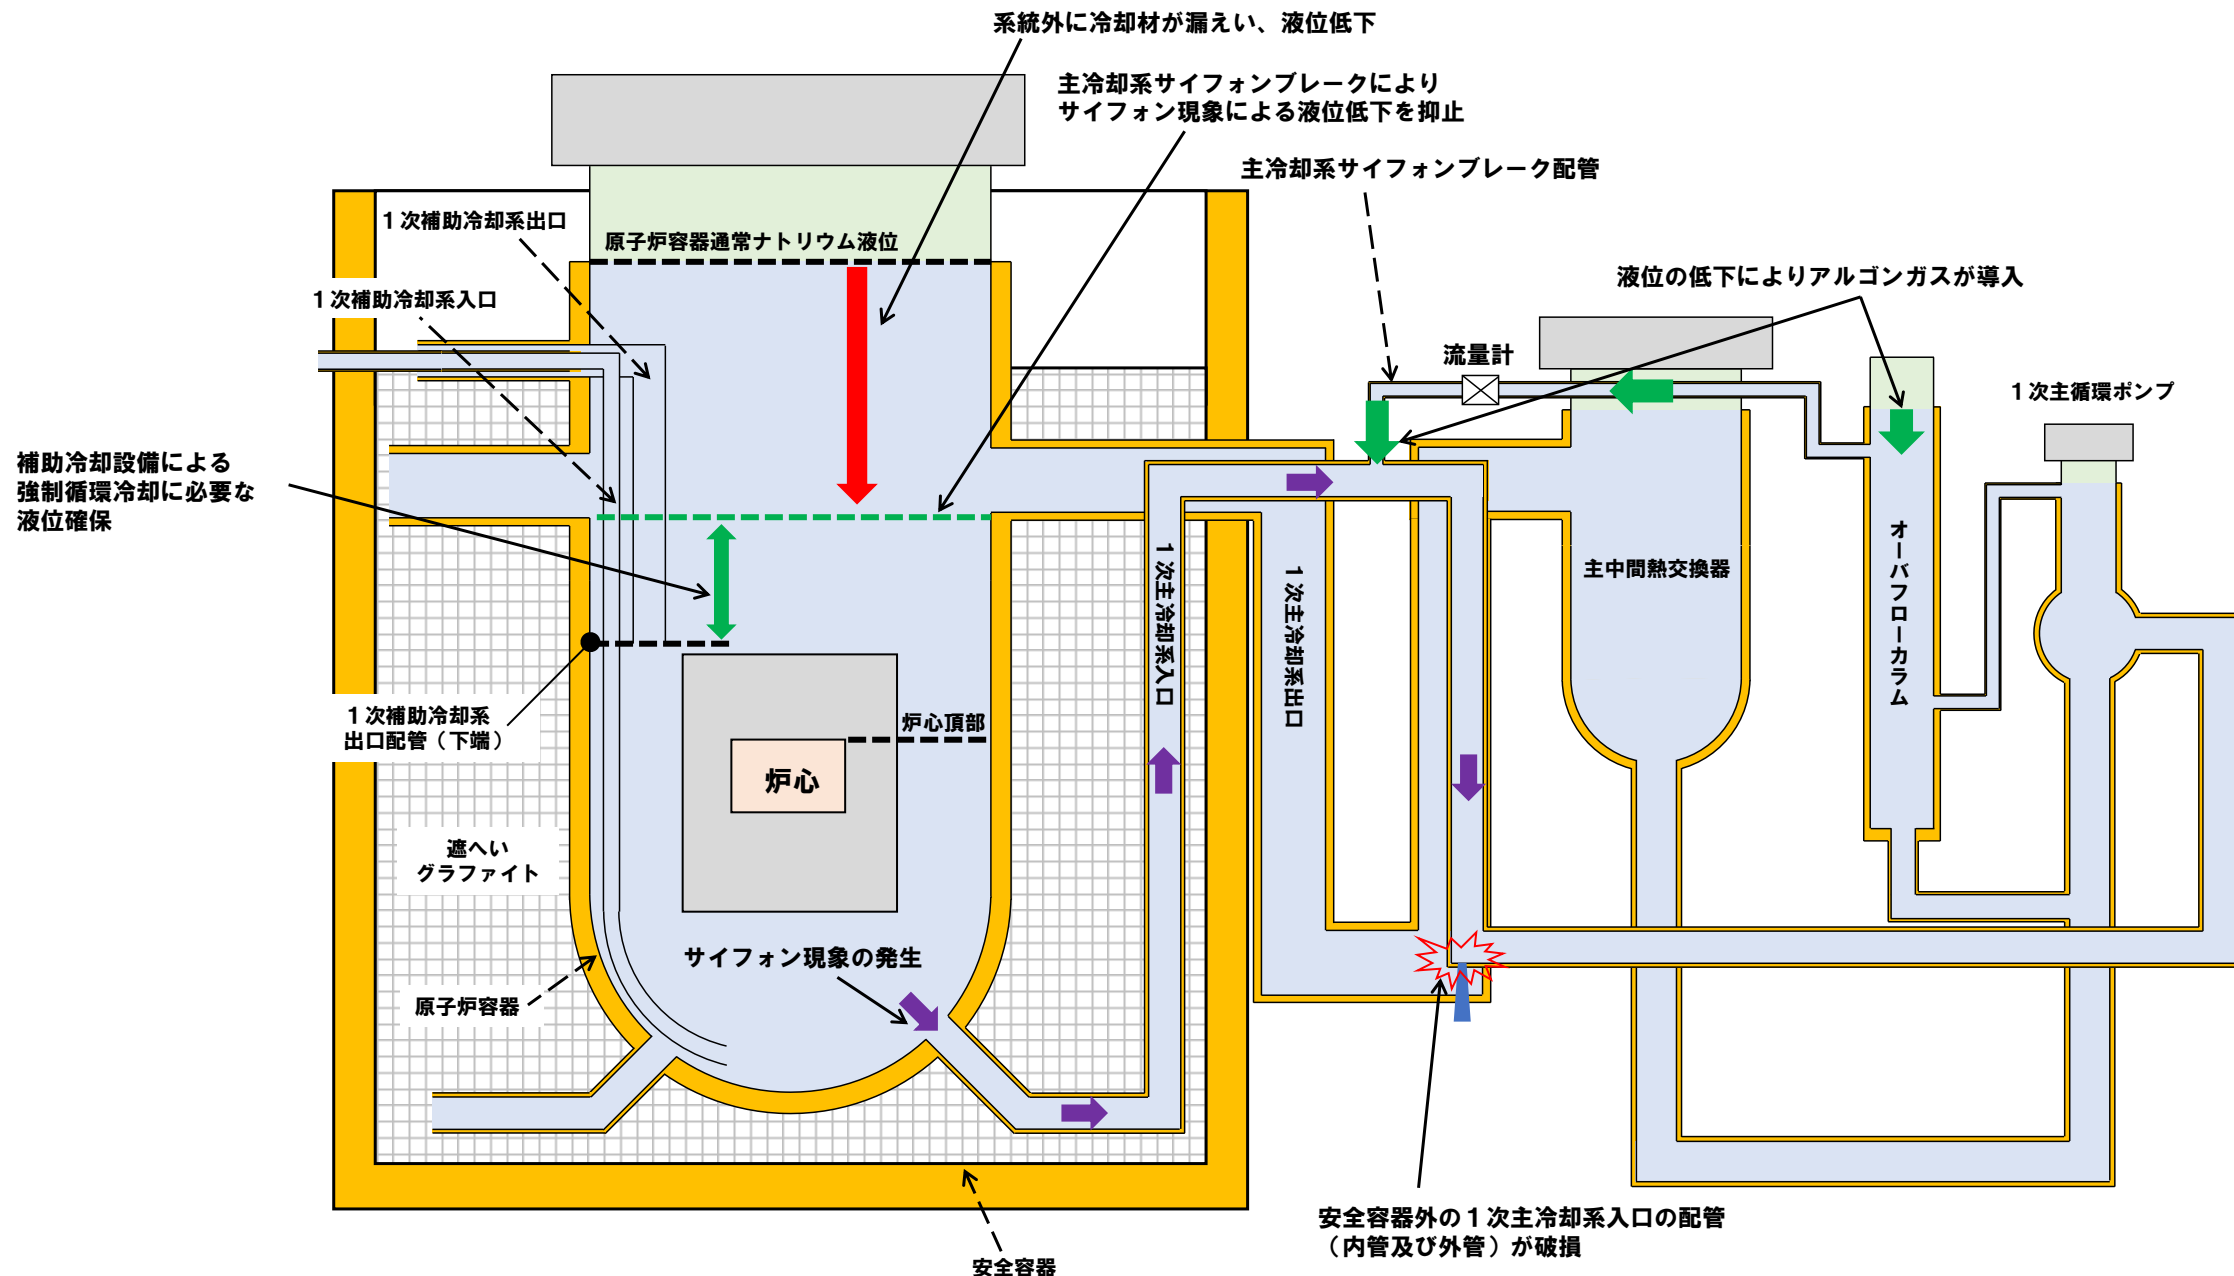 系統外に冷却材が漏えい、液位低下
主冷却系サイフォンブレークにより
サイフォン現象による液位低下を抑止
主冷却系サイフォンブレーク配管
１次補助冷却系出口
原子炉容器通常ナトリウム液位
１次補助冷却系入口
液位の低下によりアルゴンガスが導入
流量計
１次主循環ポンプ
補助冷却設備による
強制循環冷却に必要な
液位確保
１次主冷却系入口
１次主冷却系出口
主中間熱交換器
オーバフローカラム
１次補助冷却系
出口配管（下端）
炉心頂部
炉心
遮へい
グラファイト
サイフォン現象の発生
原子炉容器
安全容器外の１次主冷却系入口の配管
（内管及び外管）が破損
安全容器